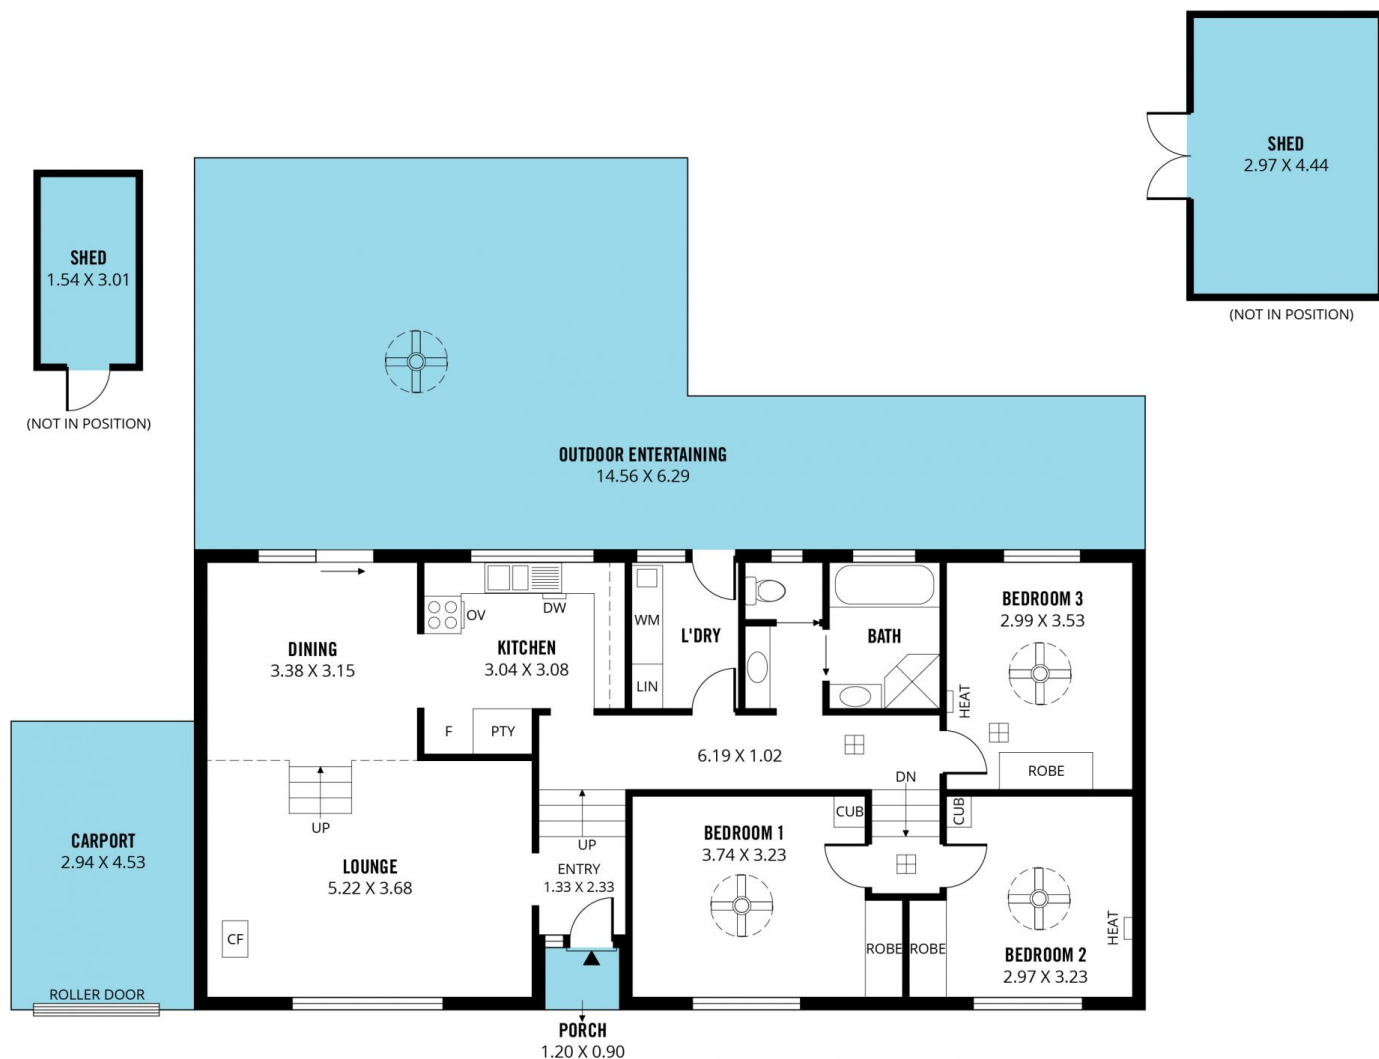 SHED
2.97 X 4.44
(NOT IN POSITION)
SHED
1.54 X 3.01
(NOT IN POSITION)
OUTDOOR ENTERTAINING
14.56 X 6.29
DINING
3.38 X 3.15
OV
DW
KITCHEN
3.04 X 3.08
F
PTY
WM
LIN
L'DRY
BATH
BEDROOM 3
2.99 X 3.53
HEAT
ROBE
6.19 X 1.02
DN
UP
CARPORT
2.94 X 4.53
ROLLER DOOR
LOUNGE
5.22 X 3.68
CF
UP
ENTRY
1.33 X 2.33
BEDROOM 1
3.74 X 3.23
CUB
ROBE
CUB
ROBE
BEDROOM 2
2.97 X 3.23
HEAT
PORCH
1.20 X 0.90